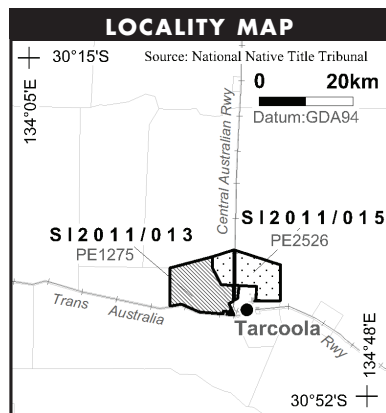 LOCALITY MAP
30°15'S
Source: National Native Title Tribunal
134°05'E
0 20km
Datum:GDA94
Central Australian Rwy
SI2011/013
PE1275
SI2011/015
PE2526
Trans Australia Rwy
Tarcoola
134°48'E
30°52'S